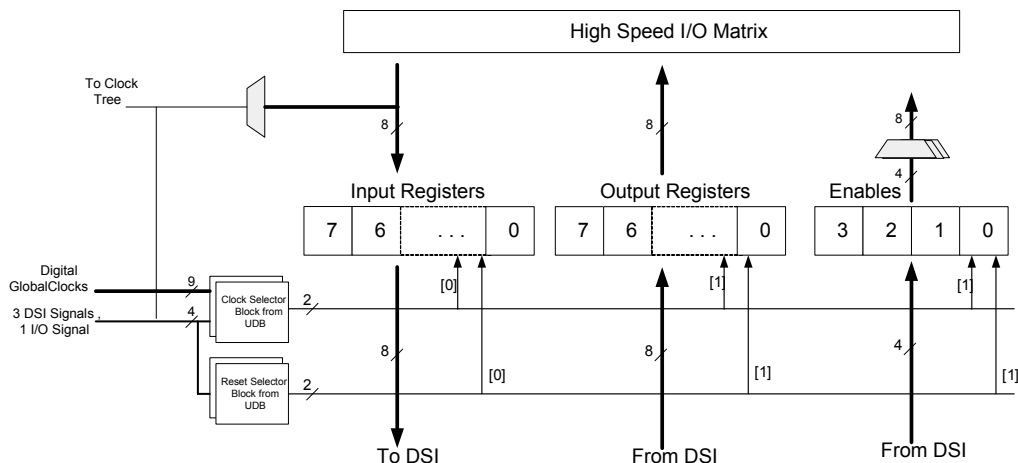 High Speed I/O Matrix
To Clock
Tree
8
8
8
4
Input Registers
Output Registers
Enables
7 6 . . . 0
7 6 . . . 0
3 2 1 0
Digital
GlobalClocks
9
[0]
[1]
[1]
3 DSI Signals ,
1 I/O Signal
4
Clock Selector
Block from
UDB
2
8
8
4
Reset Selector
Block from
UDB
2
[0]
[1]
[1]
To DSI
From DSI
From DSI